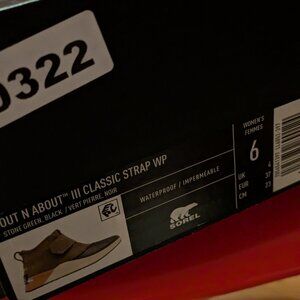 0322
OUT N ABOUT™ III CLASSIC STRAP WP
STONE GREEN, BLACK / VERT PIERRE, NOIR
WATERPROOF / IMPERMÉABLE
SOREL
WOMEN'S
FEMMES
6
UK 4
EUR 37
CM 23